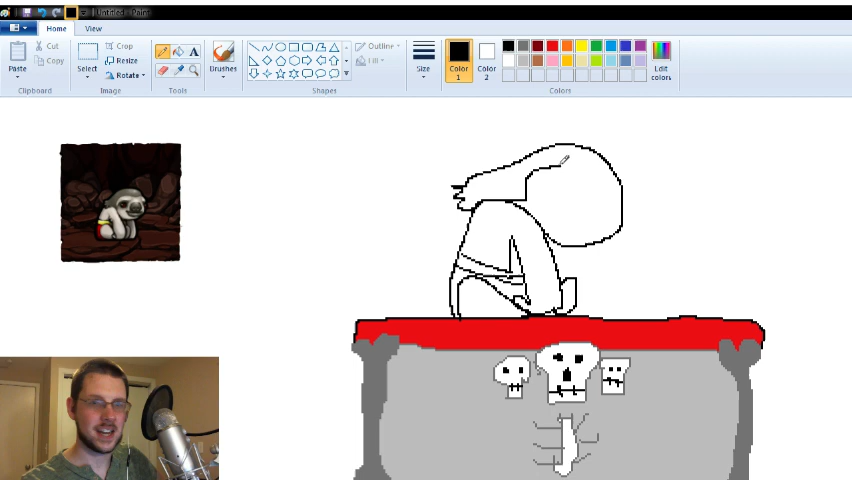 Untitled - Paint
Home View
Cut
Copy
Paste
Clipboard
Crop
Resize
Rotate
Select
Image
A
Tools
Brushes
Outline
Fill
Shapes
Size
Color 1
Color 2
Edit colors
Colors